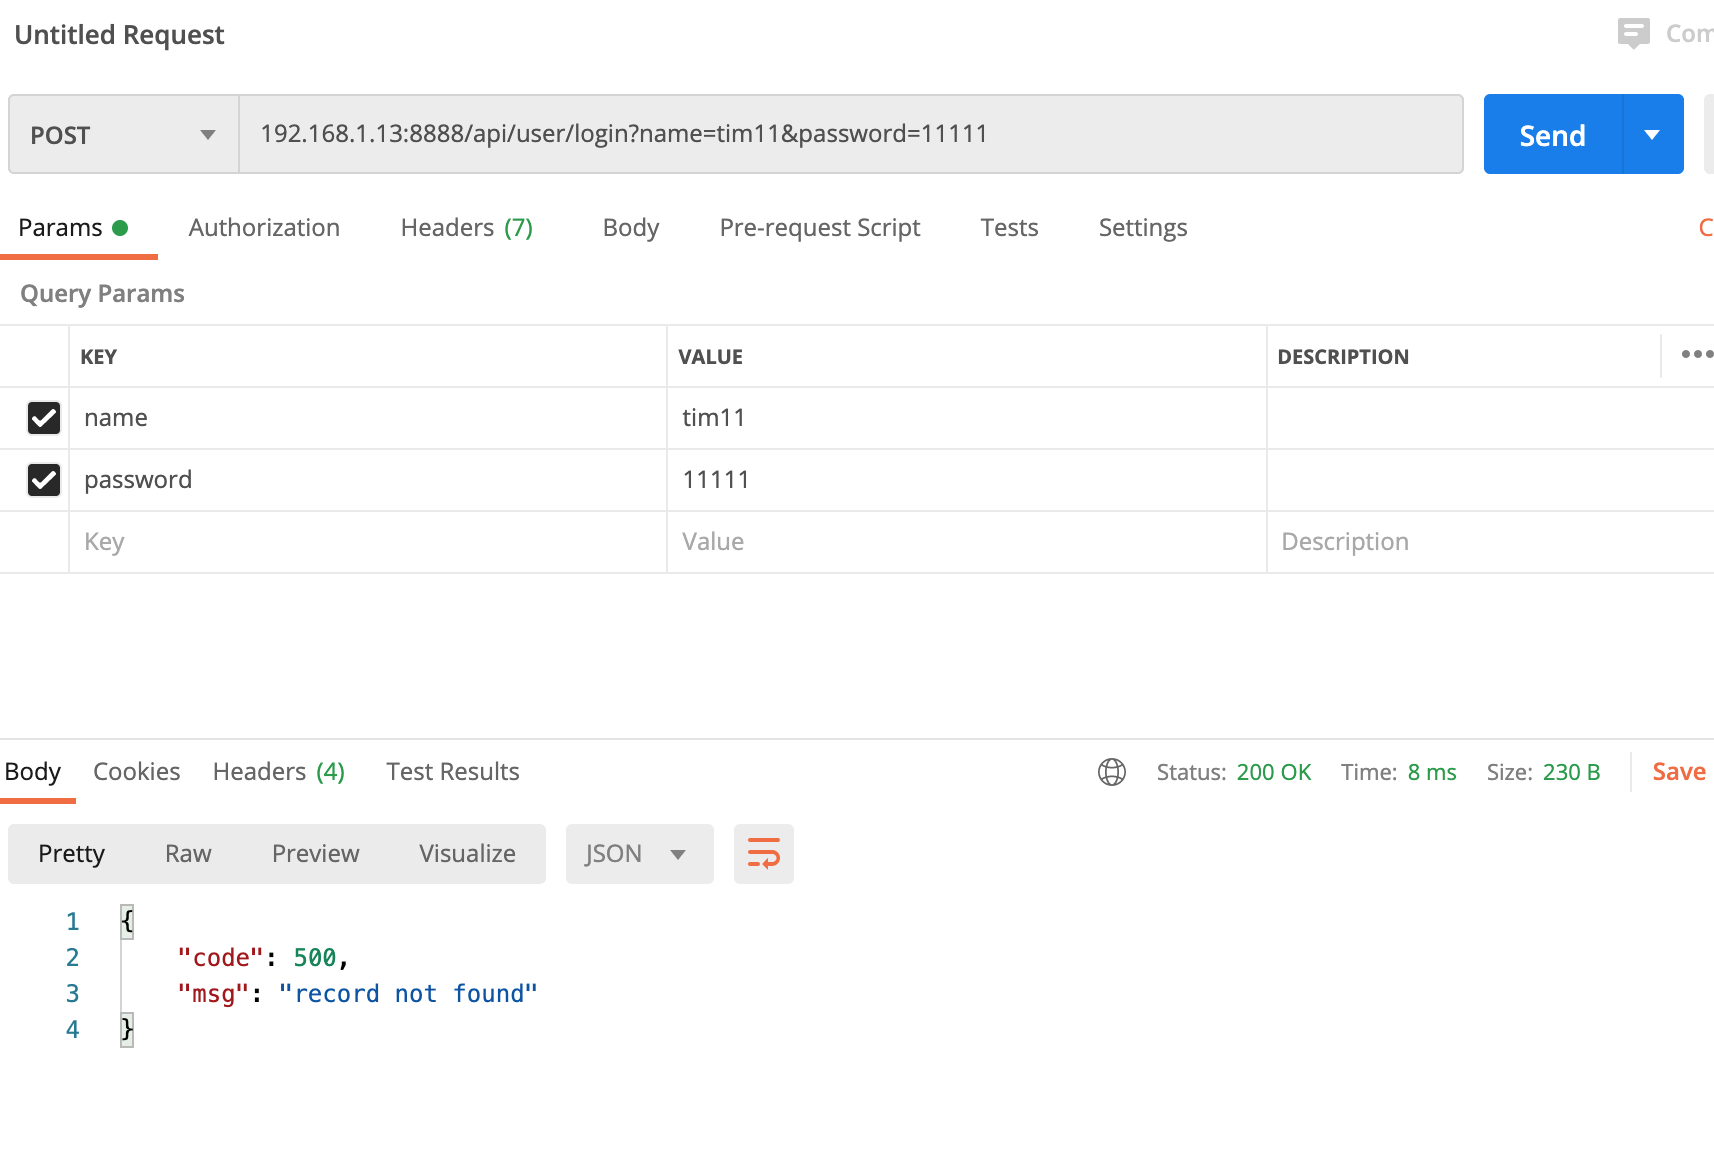 Untitled Request
Com
POST 192.168.1.13:8888/api/user/login?name=tim11&password=11111 Send
Params Authorization Headers (7) Body Pre-request Script Tests Settings C
Query Params
KEY VALUE DESCRIPTION
name tim11
password 11111
Key Value Description
Body Cookies Headers (4) Test Results Status: 200 OK Time: 8 ms Size: 230 B Save
Pretty Raw Preview Visualize JSON
1 {
2 "code": 500,
3 "msg": "record not found"
4 }